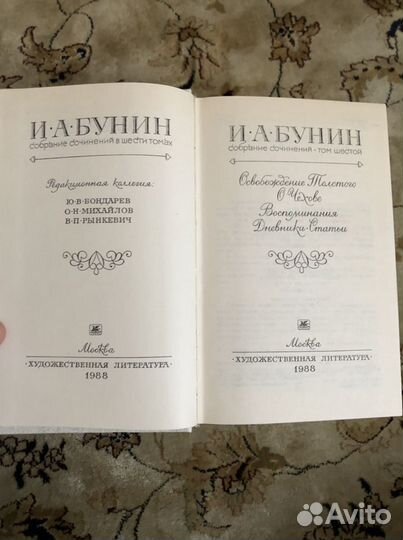 И·А·БУНИН
собрание сочинений в шести томах
Редакционная коллегия:
Ю·В·БОНДАРЕВ
О·Н·МИХАЙЛОВ
В·П·РЫНКЕВИЧ
Москва
·ХУДОЖЕСТВЕННАЯ ЛИТЕРАТУРА·
1988
И·А·БУНИН
собрание сочинений·том шестой
Освобождение Толстого
О Чехове
Воспоминания
Дневники·Статьи
Москва
·ХУДОЖЕСТВЕННАЯ ЛИТЕРАТУРА·
1988
Avito